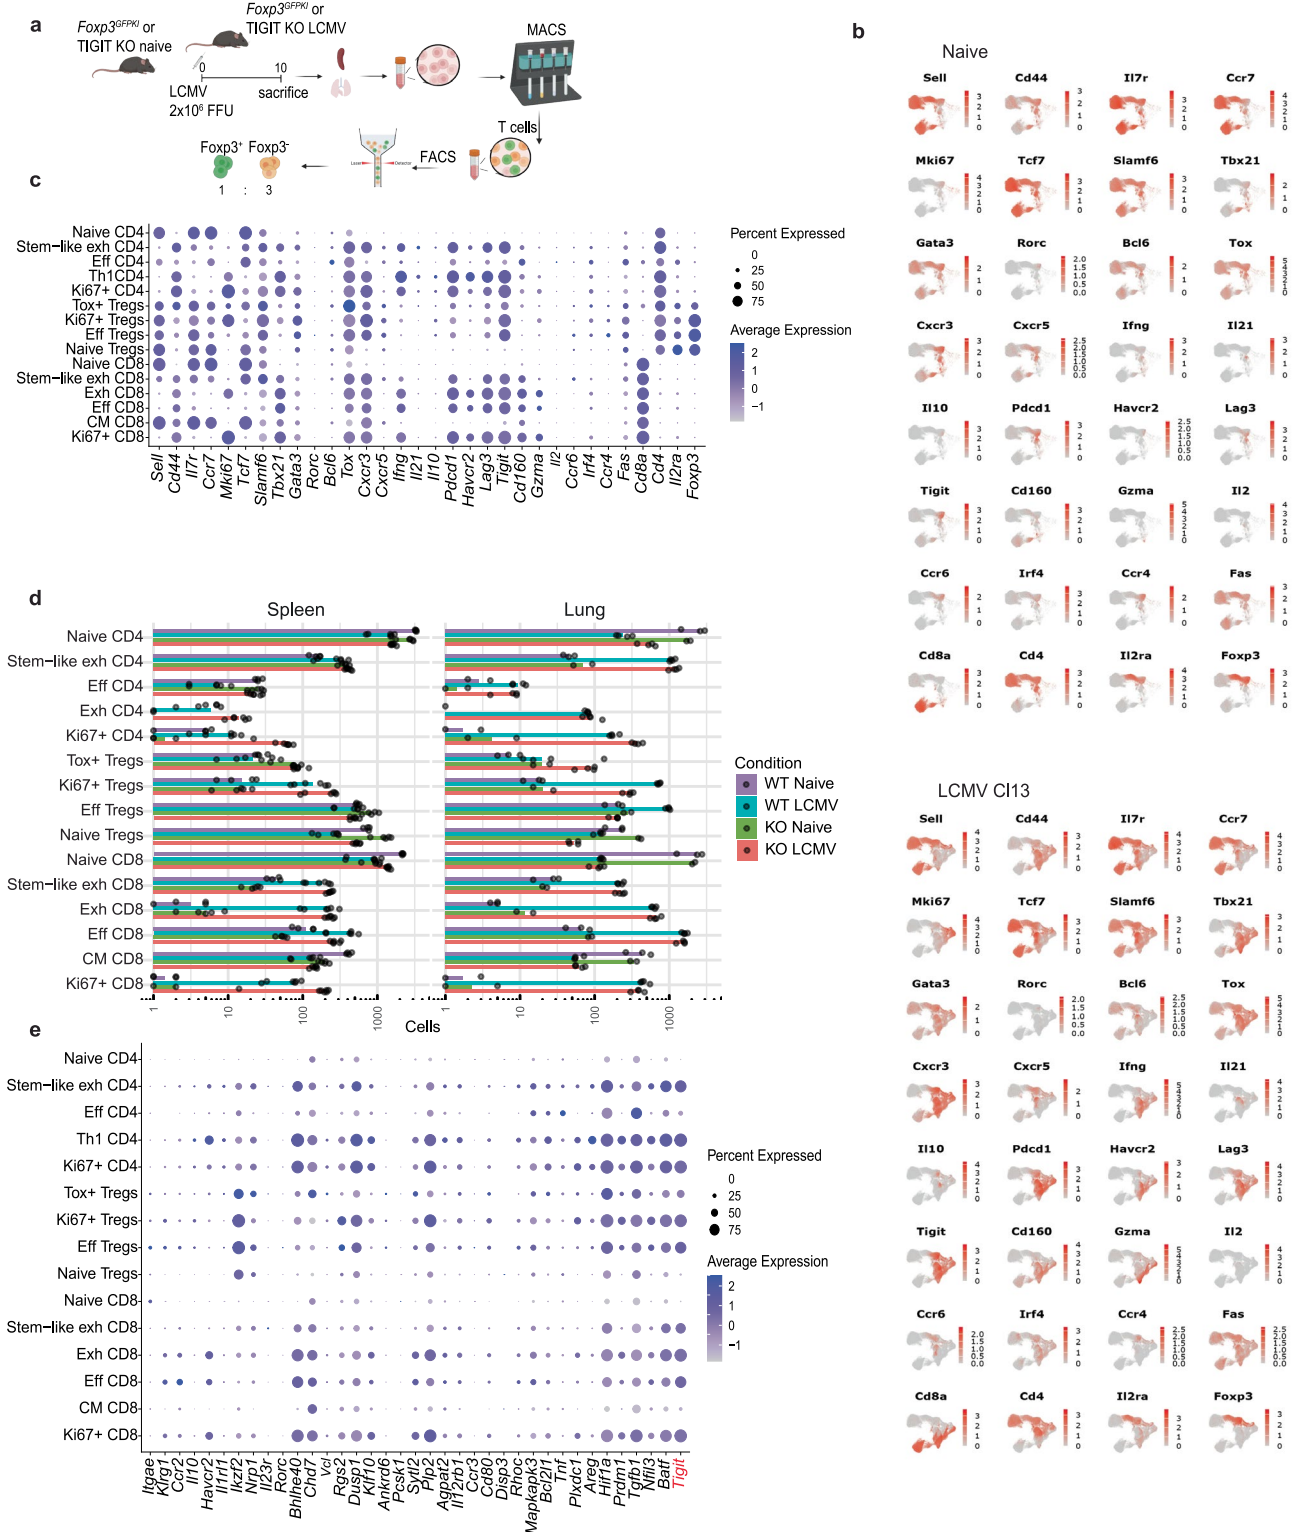 a
Foxp3GFPKI or
TIGIT KO naive
Foxp3GFPKI or
TIGIT KO LCMV
0
10
LCMV
2x10⁶ FFU
sacrifice
MACS
T cells
FACS
Laser
Detector
Foxp3⁺ Foxp3⁻
1 : 3
b
Naive
Sell Cd44 Il7r Ccr7
Mki67 Tcf7 Slamf6 Tbx21
Gata3 Rorc Bcl6 Tox
Cxcr3 Cxcr5 Ifng Il21
Il10 Pdcd1 Havcr2 Lag3
Tigit Cd160 Gzma Il2
Ccr6 Irf4 Ccr4 Fas
Cd8a Cd4 Il2ra Foxp3
LCMV Cl13
Sell Cd44 Il7r Ccr7
Mki67 Tcf7 Slamf6 Tbx21
Gata3 Rorc Bcl6 Tox
Cxcr3 Cxcr5 Ifng Il21
Il10 Pdcd1 Havcr2 Lag3
Tigit Cd160 Gzma Il2
Ccr6 Irf4 Ccr4 Fas
Cd8a Cd4 Il2ra Foxp3
c
Naive CD4
Stem-like exh CD4
Eff CD4
Th1CD4
Ki67+ CD4
Tox+ Tregs
Ki67+ Tregs
Eff Tregs
Naive Tregs
Naive CD8
Stem-like exh CD8
Exh CD8
Eff CD8
CM CD8
Ki67+ CD8
Sell Cd44 Il7r Ccr7 Mki67 Tcf7 Slamf6 Tbx21 Gata3 Rorc Bcl6 Tox Cxcr3 Cxcr5 Ifng Il21 Il10 Pdcd1 Havcr2 Lag3 Tigit Cd160 Gzma Il2 Ccr6 Irf4 Ccr4 Fas Cd8a Cd4 Il2ra Foxp3
Percent Expressed
0
25
50
75
Average Expression
2
1
0
−1
d
Spleen Lung
Naive CD4
Stem-like exh CD4
Eff CD4
Exh CD4
Ki67+ CD4
Tox+ Tregs
Ki67+ Tregs
Eff Tregs
Naive Tregs
Naive CD8
Stem-like exh CD8
Exh CD8
Eff CD8
CM CD8
Ki67+ CD8
1 10 100 1000 1 10 100 1000
Cells
Condition
WT Naive
WT LCMV
KO Naive
KO LCMV
e
Naive CD4
Stem-like exh CD4
Eff CD4
Th1 CD4
Ki67+ CD4
Tox+ Tregs
Ki67+ Tregs
Eff Tregs
Naive Tregs
Naive CD8
Stem-like exh CD8
Exh CD8
Eff CD8
CM CD8
Ki67+ CD8
Itgae Klrg1 Ccr2 Il10 Havcr2 Il1rl1 Ikzf2 Nrp1 Il23r Rorc Bhlhe40 Chd7 Vcl Rgs2 Dusp1 Klf10 Ankrd6 Pcsk1 Sytl2 Plp2 Agpat2 Il12rb1 Ccr3 Cd80 Disp3 Rhoc Mapkapk3 Bcl2l1 Tnf Plxdc1 Areg Hif1a Prdm1 Tgfb1 Nfil3 Batf Tigit
Percent Expressed
0
25
50
75
Average Expression
2
1
0
−1